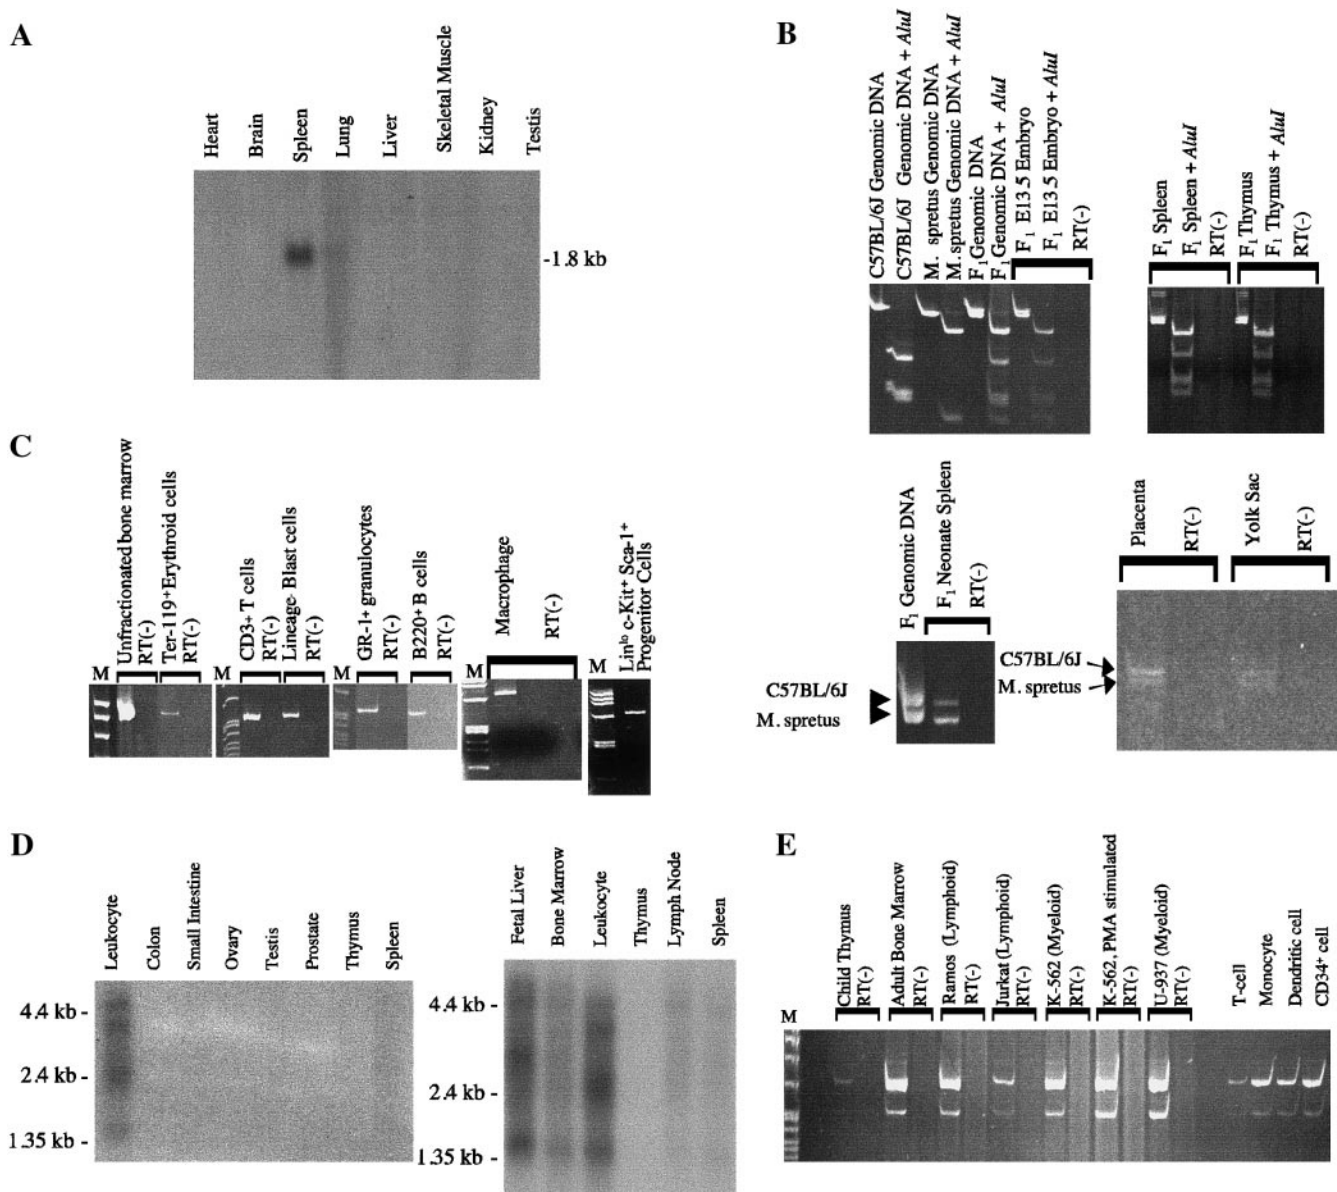 A
Heart
Brain
Spleen
Lung
Liver
Skeletal Muscle
Kidney
Testis
-1.8 kb
B
C57BL/6J Genomic DNA
C57BL/6J Genomic DNA + AluI
M. spretus Genomic DNA
M. spretus Genomic DNA + AluI
F1 Genomic DNA
F1 Genomic DNA + AluI
F1 E13.5 Embryo
F1 E13.5 Embryo + AluI
RT(-)
F1 Spleen
F1 Spleen + AluI
RT(-)
F1 Thymus
F1 Thymus + AluI
RT(-)
F1 Genomic DNA
F1 Neonate Spleen
RT(-)
C57BL/6J
M. spretus
Placenta
RT(-)
Yolk Sac
RT(-)
C57BL/6J
M. spretus
C
M
Unfractionated bone marrow
RT(-)
Ter-119+Erythroid cells
RT(-)
M
CD3+ T cells
RT(-)
Lineage- Blast cells
RT(-)
M
GR-1+ granulocytes
RT(-)
B220+ B cells
RT(-)
M
Macrophage
RT(-)
M
Linlo c-Kit+ Sca-1+
Progenitor Cells
D
Leukocyte
Colon
Small Intestine
Ovary
Testis
Prostate
Thymus
Spleen
4.4 kb -
2.4 kb -
1.35 kb -
Fetal Liver
Bone Marrow
Leukocyte
Thymus
Lymph Node
Spleen
4.4 kb -
2.4 kb -
1.35 kb -
E
M
Child Thymus
RT(-)
Adult Bone Marrow
RT(-)
Ramos (Lymphoid)
RT(-)
Jurkat (Lymphoid)
RT(-)
K-562 (Myeloid)
RT(-)
K-562, PMA stimulated
RT(-)
U-937 (Myeloid)
RT(-)
T-cell
Monocyte
Dendritic cell
CD34+ cell